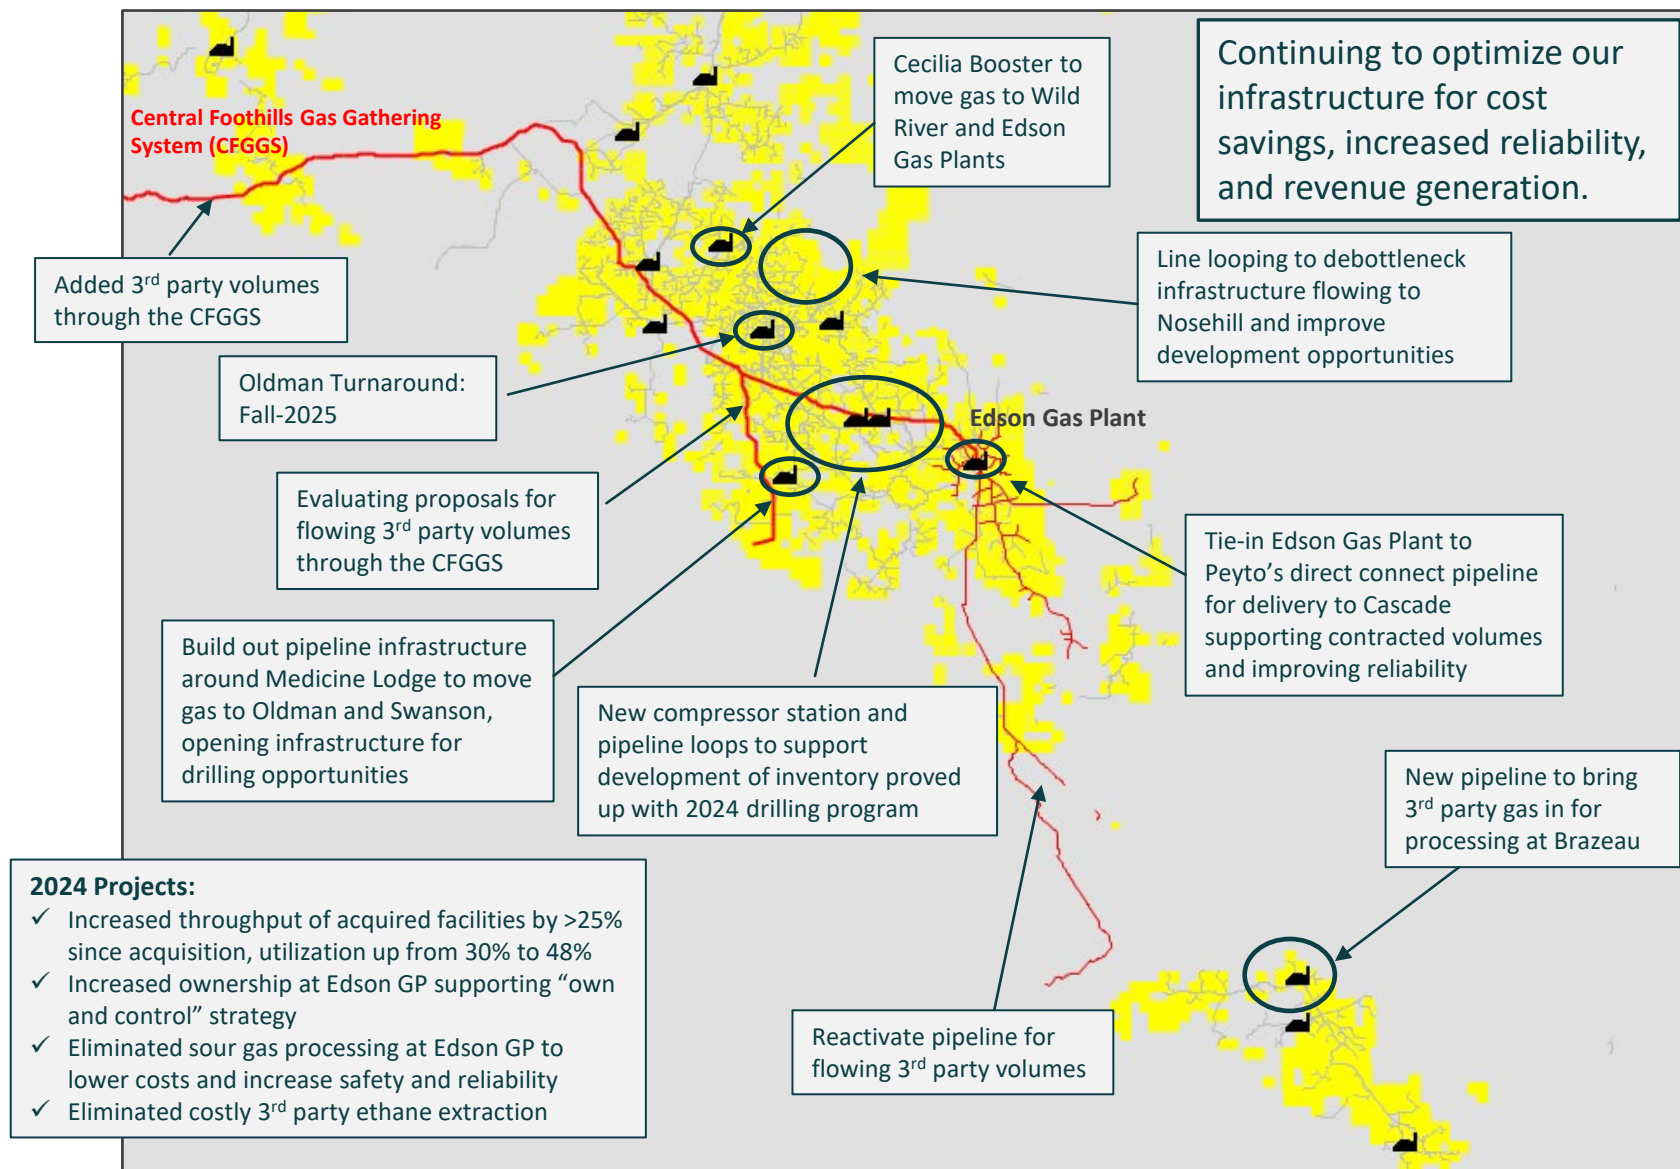 Cecilia Booster to
move gas to Wild
River and Edson
Gas Plants
Continuing to optimize our
infrastructure for cost
savings, increased reliability,
and revenue generation.
Central Foothills Gas Gathering
System (CFGGS)
Added 3rd party volumes
through the CFGGS
Line looping to debottleneck
infrastructure flowing to
Nosehill and improve
development opportunities
Oldman Turnaround:
Fall-2025
Edson Gas Plant
Evaluating proposals for
flowing 3rd party volumes
through the CFGGS
Tie-in Edson Gas Plant to
Peyto's direct connect pipeline
for delivery to Cascade
supporting contracted volumes
and improving reliability
Build out pipeline infrastructure
around Medicine Lodge to move
gas to Oldman and Swanson,
opening infrastructure for
drilling opportunities
New compressor station and
pipeline loops to support
development of inventory proved
up with 2024 drilling program
New pipeline to bring
3rd party gas in for
processing at Brazeau
2024 Projects:
✓ Increased throughput of acquired facilities by >25%
since acquisition, utilization up from 30% to 48%
✓ Increased ownership at Edson GP supporting “own
and control” strategy
✓ Eliminated sour gas processing at Edson GP to
lower costs and increase safety and reliability
✓ Eliminated costly 3rd party ethane extraction
Reactivate pipeline for
flowing 3rd party volumes